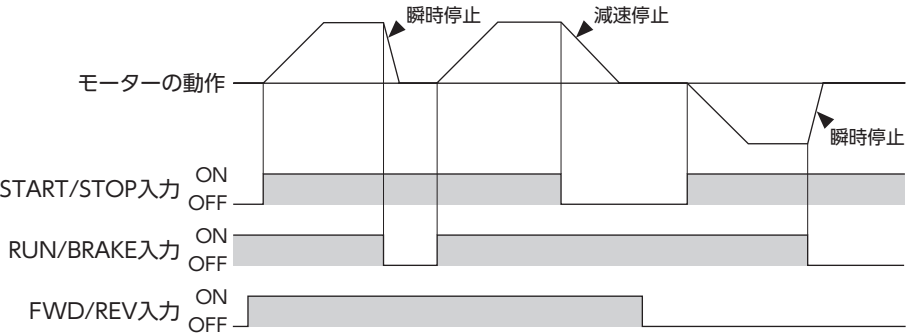 瞬時停止
減速停止
モーターの動作
瞬時停止
START/STOP入力
ON
OFF
RUN/BRAKE入力
ON
OFF
FWD/REV入力
ON
OFF